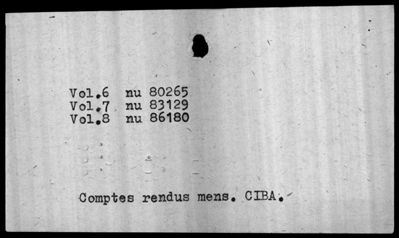 Vol.6 nu 80265
Vol.7 nu 83129
Vol.8 nu 86180
Comptes rendus mens. CIBA.